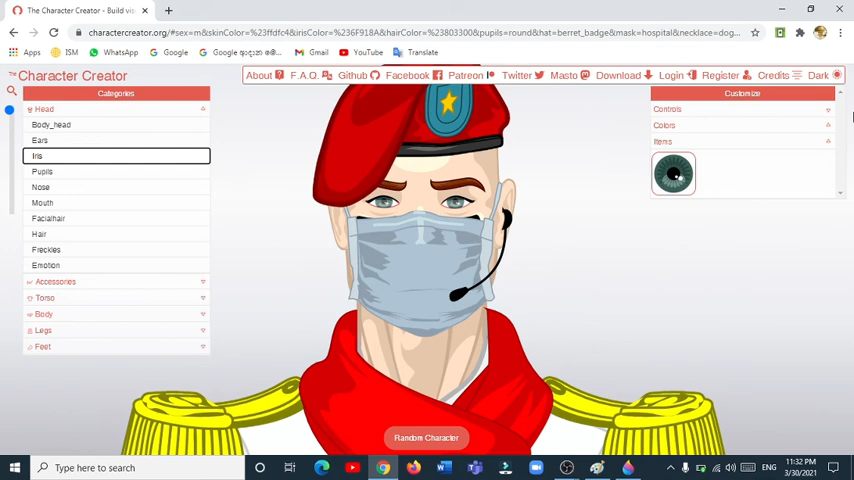 The Character Creator - Build vis
charactercreator.org/#sex=m&skinColor=%23ffdfc4&irisColor=%236F918A&hairColor=%23803300&pupils=round&hat=berret_badge&mask=hospital&necklace=dog...
Apps ISM WhatsApp Google Google ආදාන මෙ... Gmail YouTube Translate
The Character Creator
About F.A.Q. Github Facebook Patreon Twitter Masto Download Login Register Credits Dark
Categories
Head
Body_head
Ears
Iris
Pupils
Nose
Mouth
Facialhair
Hair
Freckles
Emotion
Accessories
Torso
Body
Legs
Feet
Customize
Controls
Colors
Items
Random Character
Type here to search
ENG
11:32 PM
3/30/2021